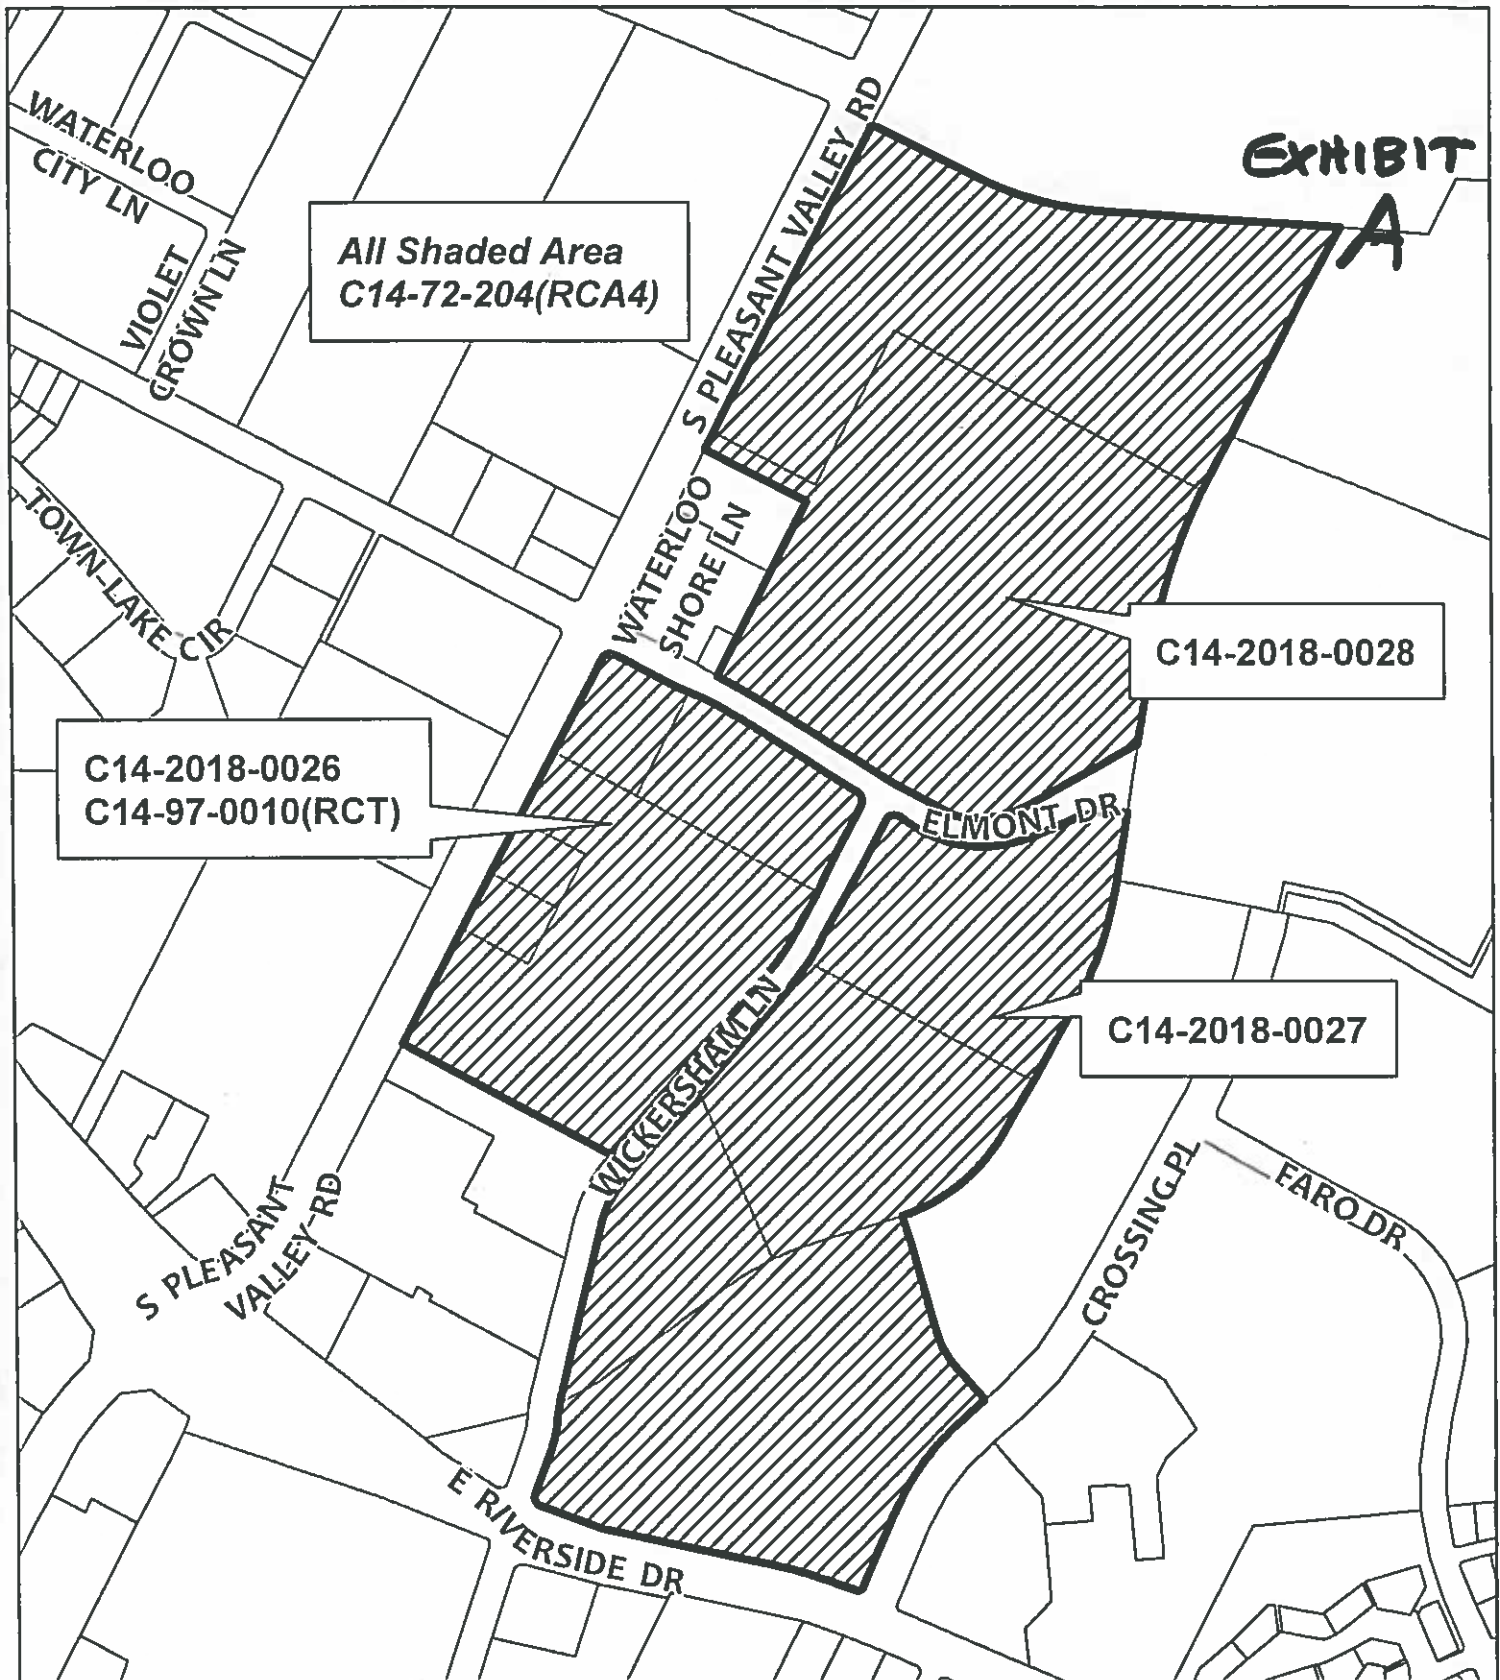 EXHIBIT
A
WATERLOO
CITY LN
VIOLET
CROWN LN
All Shaded Area
C14-72-204(RCA4)
S PLEASANT VALLEY RD
WATERLOO
SHORE LN
TOWN LAKE CIR
C14-2018-0028
C14-2018-0026
C14-97-0010(RCT)
ELMONT DR
C14-2018-0027
WICKERSHAM LN
S PLEASANT
VALLEY RD
CROSSING PL
FARO DR
E RIVERSIDE DR